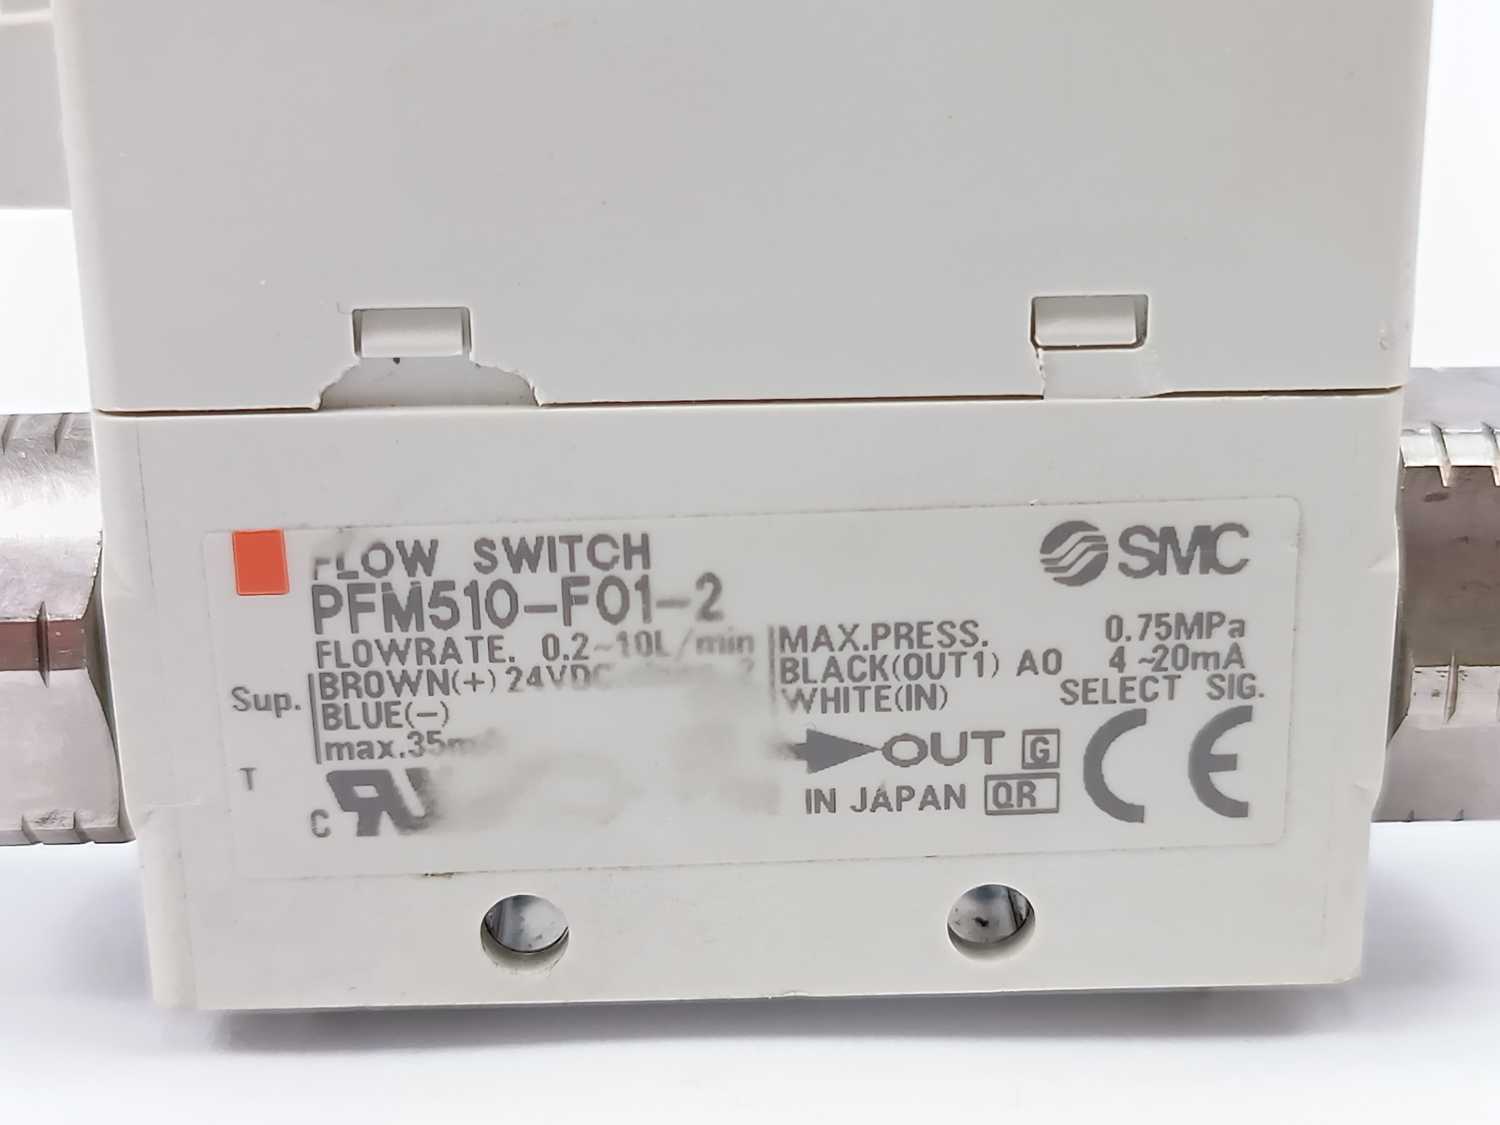 FLOW SWITCH
SMC
PFM510-F01-2
FLOWRATE. 0.2~10L/min
Sup. BROWN(+) 24VDC
BLUE(-)
max.35mA
MAX.PRESS. 0.75MPa
BLACK(OUT1) AO 4~20mA
WHITE(IN) SELECT SIG.
OUT G
T
C
IN JAPAN QR
CE